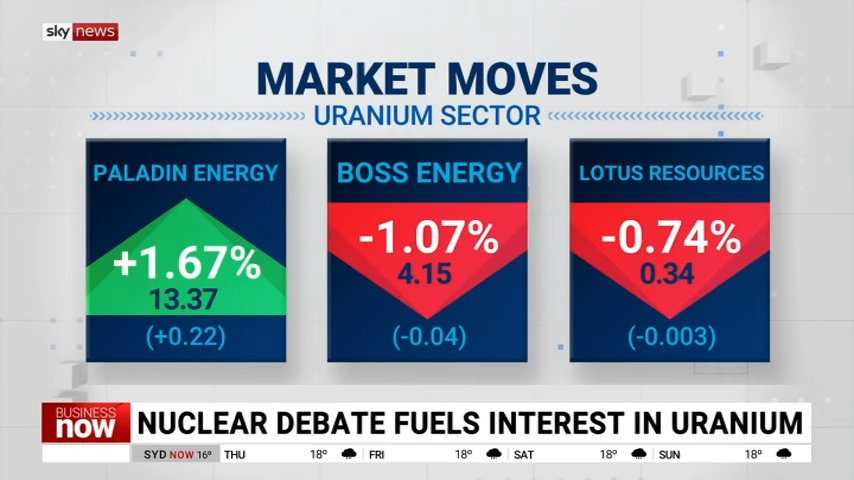 sky news
MARKET MOVES
URANIUM SECTOR
PALADIN ENERGY
+1.67%
13.37
(+0.22)
BOSS ENERGY
-1.07%
4.15
(-0.04)
LOTUS RESOURCES
-0.74%
0.34
(-0.003)
BUSINESS
now
NUCLEAR DEBATE FUELS INTEREST IN URANIUM
SYD NOW 16° THU 18° FRI 18° SAT 18° SUN 18°